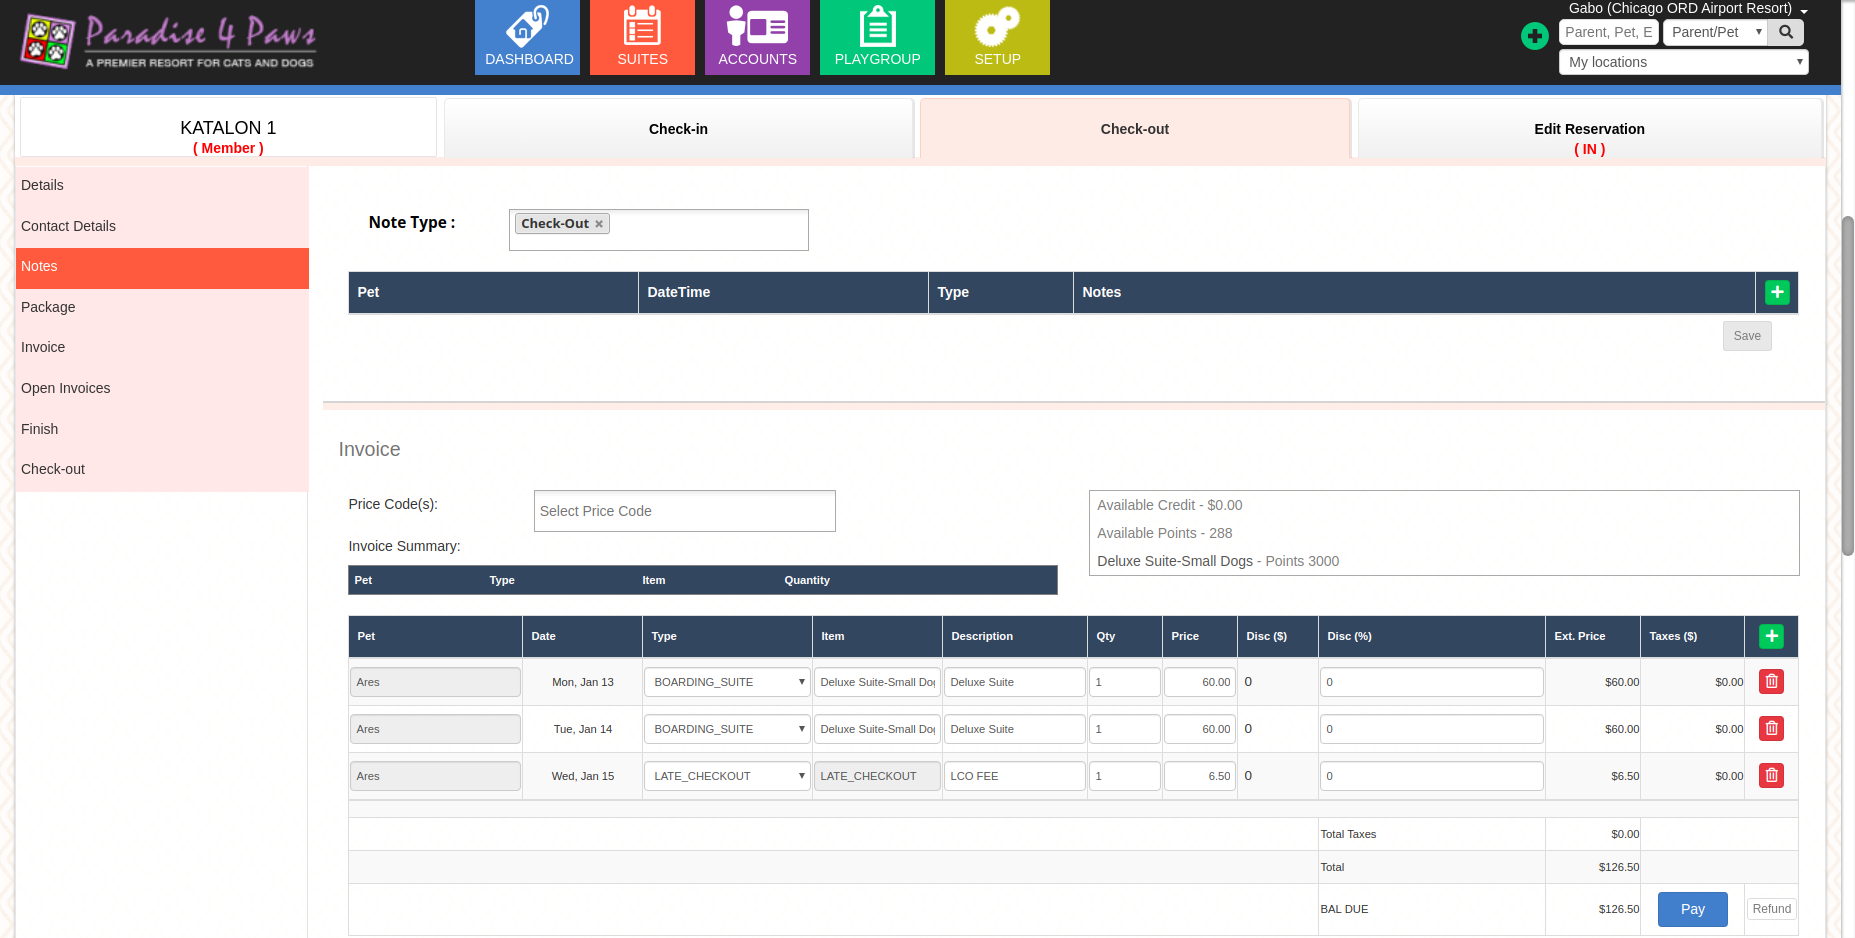 Paradise 4 Paws
A PREMIER RESORT FOR CATS AND DOGS
DASHBOARD
SUITES
ACCOUNTS
PLAYGROUP
SETUP
Gabo (Chicago ORD Airport Resort)
Parent, Pet, E
Parent/Pet
My locations
KATALON 1
( Member )
Check-in
Check-out
Edit Reservation
( IN )
Details
Contact Details
Notes
Package
Invoice
Open Invoices
Finish
Check-out
Note Type :
Check-Out ×
Pet DateTime Type Notes
Save
Invoice
Price Code(s):
Select Price Code
Available Credit - $0.00
Available Points - 288
Deluxe Suite-Small Dogs - Points 3000
Invoice Summary:
Pet Type Item Quantity
Pet Date Type Item Description Qty Price Disc ($) Disc (%) Ext. Price Taxes ($)
Ares Mon, Jan 13 BOARDING_SUITE Deluxe Suite-Small Dog Deluxe Suite 1 60.00 0 0 $60.00 $0.00
Ares Tue, Jan 14 BOARDING_SUITE Deluxe Suite-Small Dog Deluxe Suite 1 60.00 0 0 $60.00 $0.00
Ares Wed, Jan 15 LATE_CHECKOUT LATE_CHECKOUT LCO FEE 1 6.50 0 0 $6.50 $0.00
Total Taxes $0.00
Total $126.50
BAL DUE $126.50 Pay Refund